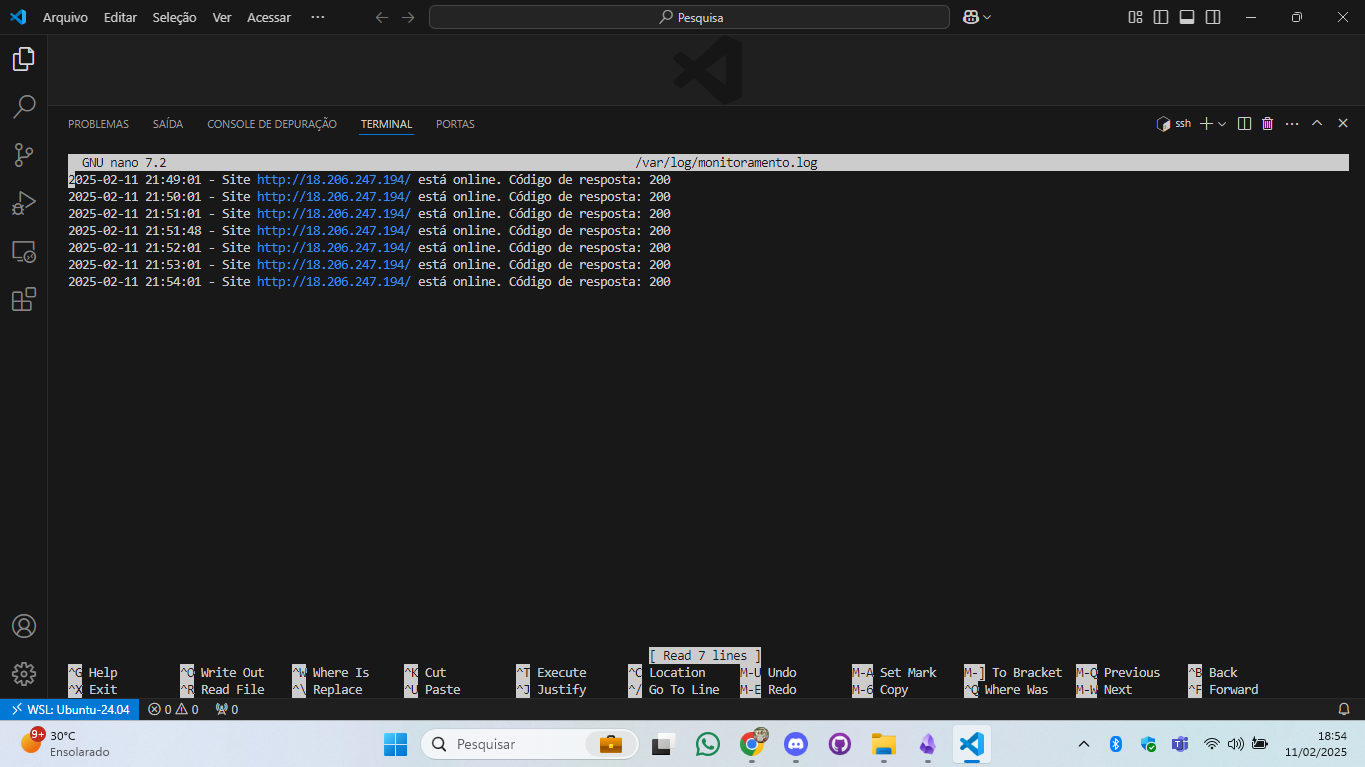 Arquivo Editar Seleção Ver Acessar ···
Pesquisa
PROBLEMAS SAÍDA CONSOLE DE DEPURAÇÃO TERMINAL PORTAS
ssh
GNU nano 7.2 /var/log/monitoramento.log
2025-02-11 21:49:01 - Site http://18.206.247.194/ está online. Código de resposta: 200
2025-02-11 21:50:01 - Site http://18.206.247.194/ está online. Código de resposta: 200
2025-02-11 21:51:01 - Site http://18.206.247.194/ está online. Código de resposta: 200
2025-02-11 21:51:48 - Site http://18.206.247.194/ está online. Código de resposta: 200
2025-02-11 21:52:01 - Site http://18.206.247.194/ está online. Código de resposta: 200
2025-02-11 21:53:01 - Site http://18.206.247.194/ está online. Código de resposta: 200
2025-02-11 21:54:01 - Site http://18.206.247.194/ está online. Código de resposta: 200
[ Read 7 lines ]
^G Help ^O Write Out ^W Where Is ^K Cut ^T Execute ^C Location M-U Undo M-A Set Mark M-] To Bracket M-Q Previous ^B Back
^X Exit ^R Read File ^\ Replace ^U Paste ^J Justify ^/ Go To Line M-E Redo M-6 Copy ^Q Where Was M-W Next ^F Forward
WSL: Ubuntu-24.04 0 0 0
9+ 30°C
Ensolarado
Pesquisar
18:54
11/02/2025